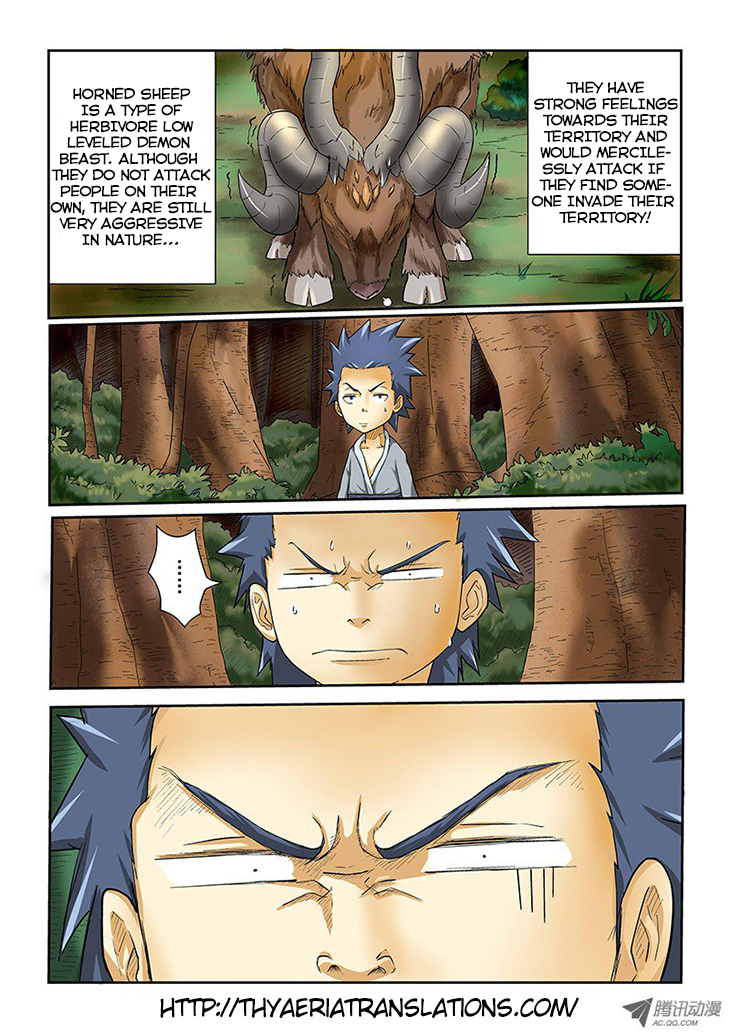 HORNED SHEEP
IS A TYPE OF
HERBIVORE LOW
LEVELED DEMON
BEAST. ALTHOUGH
THEY DO NOT ATTACK
PEOPLE ON THEIR
OWN, THEY ARE STILL
VERY AGGRESSIVE
IN NATURE...
THEY HAVE
STRONG FEELINGS
TOWARDS THEIR
TERRITORY AND
WOULD MERCILE-
SSLY ATTACK IF
THEY FIND SOME-
ONE INVADE THEIR
TERRITORY!
......
HTTP://THYAERIATRANSLATIONS.COM/
腾讯动漫
AC.QQ.COM